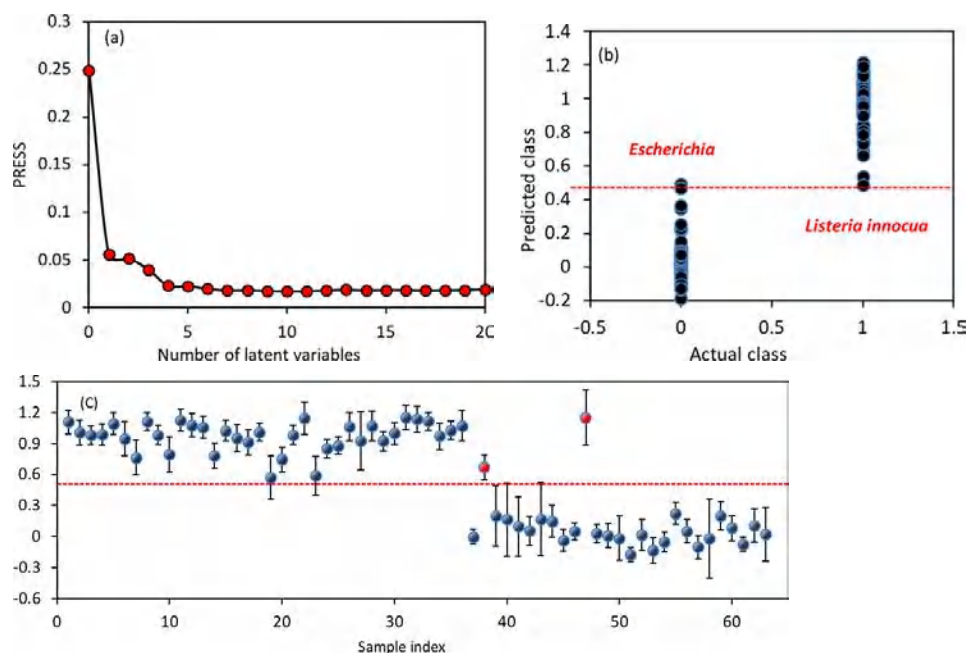 (a)
0.3
0.25
0.2
0.15
0.1
0.05
0
PRESS
0 5 10 15 20
Number of latent variables
(b)
1.4
1.2
1
0.8
0.6
0.4
0.2
0
-0.2
Predicted class
Escherichia
Listeria innocua
-0.5 0 0.5 1 1.5
Actual class
(C)
1.5
1.2
0.9
0.6
0.3
0
-0.3
-0.6
0 10 20 30 40 50 60
Sample index